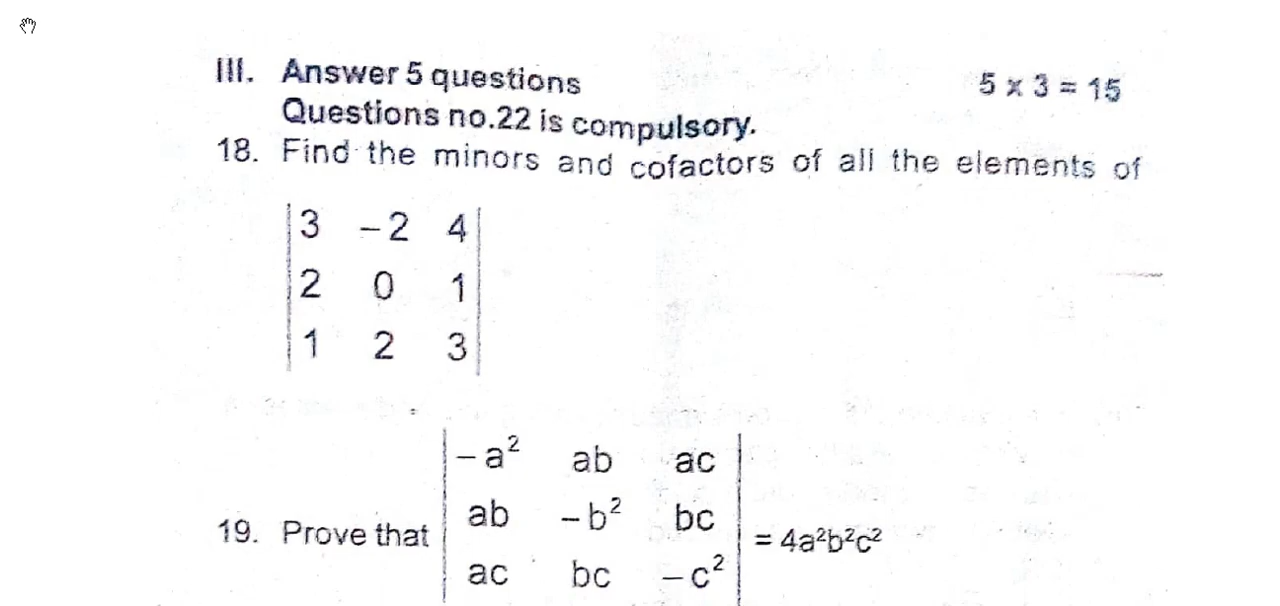 III. Answer 5 questions 5 x 3 = 15
Questions no.22 is compulsory.
18. Find the minors and cofactors of all the elements of
|3 -2 4|
|2 0 1|
|1 2 3|
|-a² ab ac|
|ab -b² bc|
19. Prove that = 4a²b²c²
|ac bc -c²|